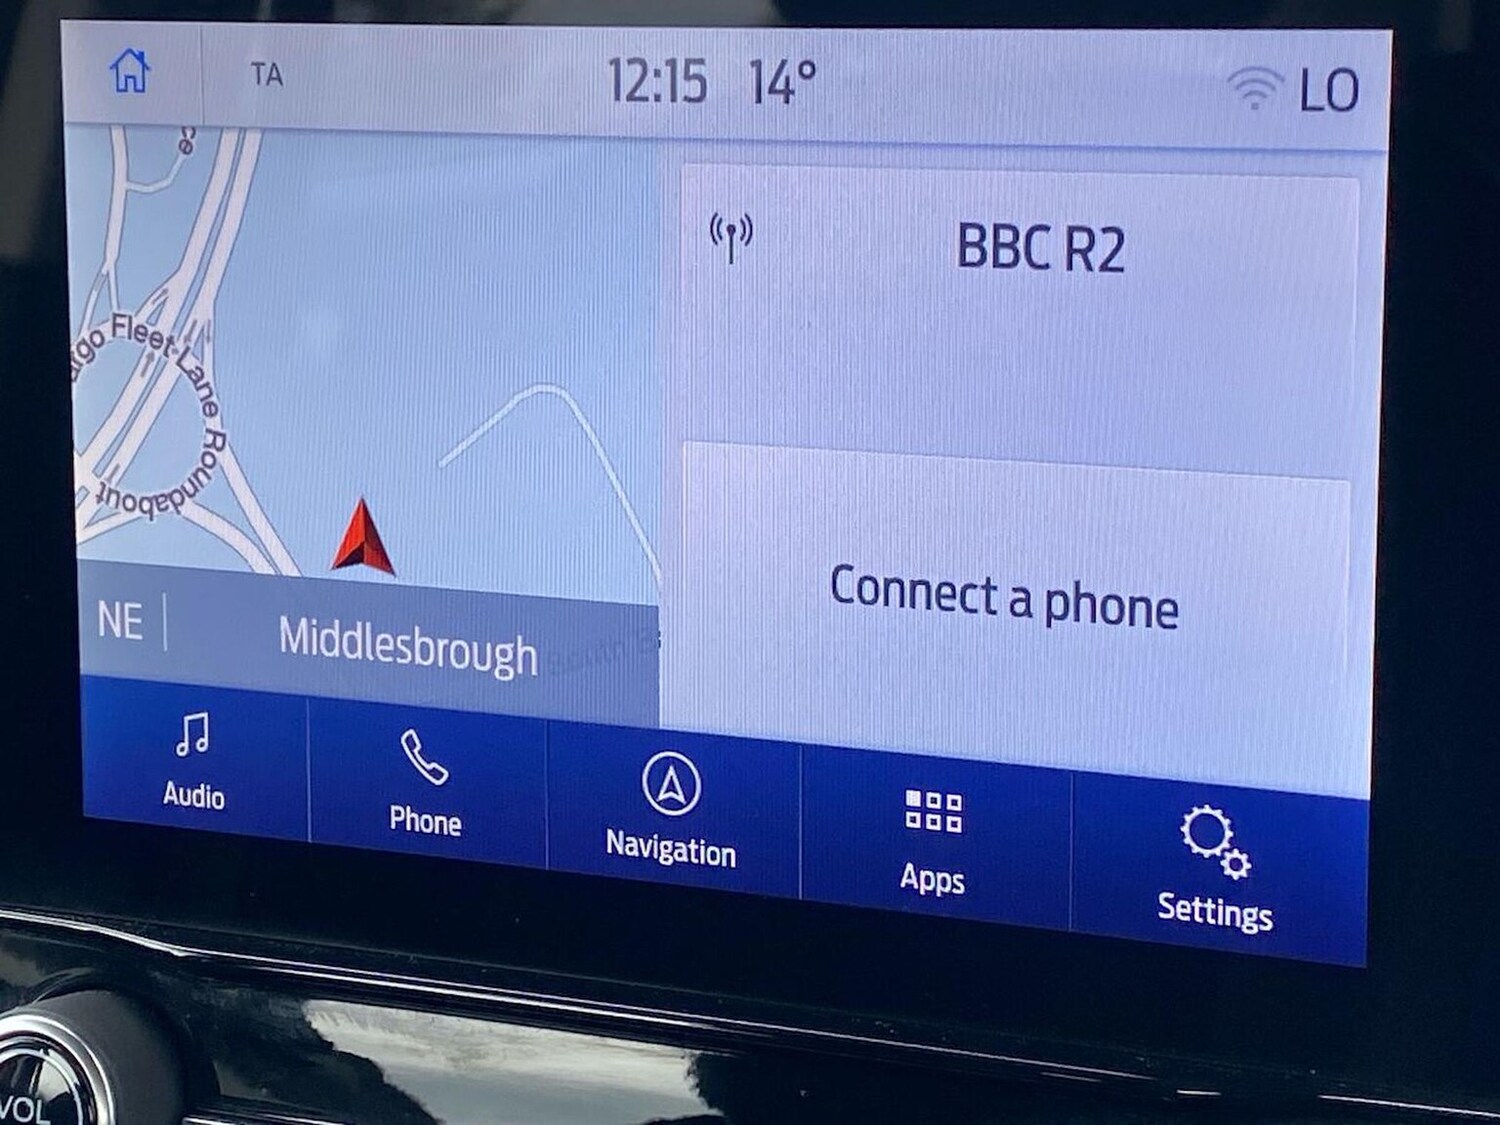 TA
12:15 14°
LO
BBC R2
Fleet Lane Roundabout
Connect a phone
NE
Middlesbrough
South
Audio
Phone
Navigation
Apps
Settings
VOL